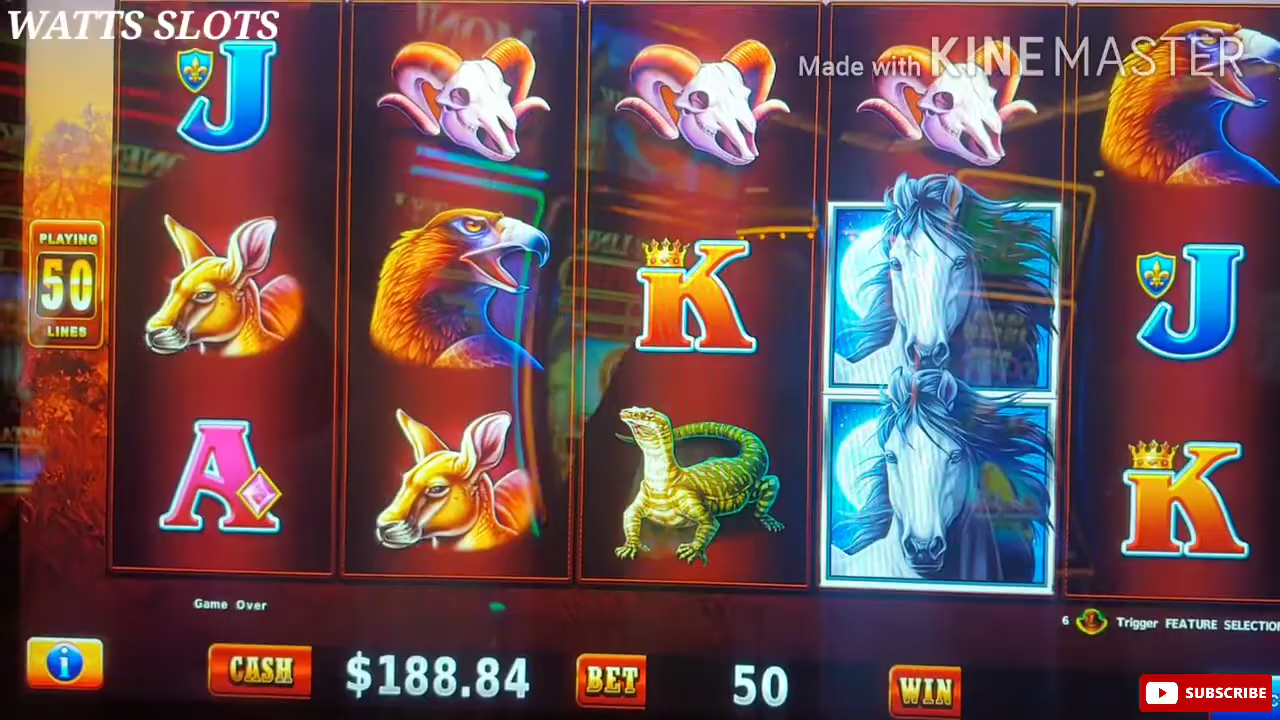 WATTS SLOTS
Made with KINEMASTER
J
PLAYING
50
LINES
K
J
A
K
Game Over
6 Trigger FEATURE SELECTION
CASH $188.84 BET 50 WIN
SUBSCRIBE